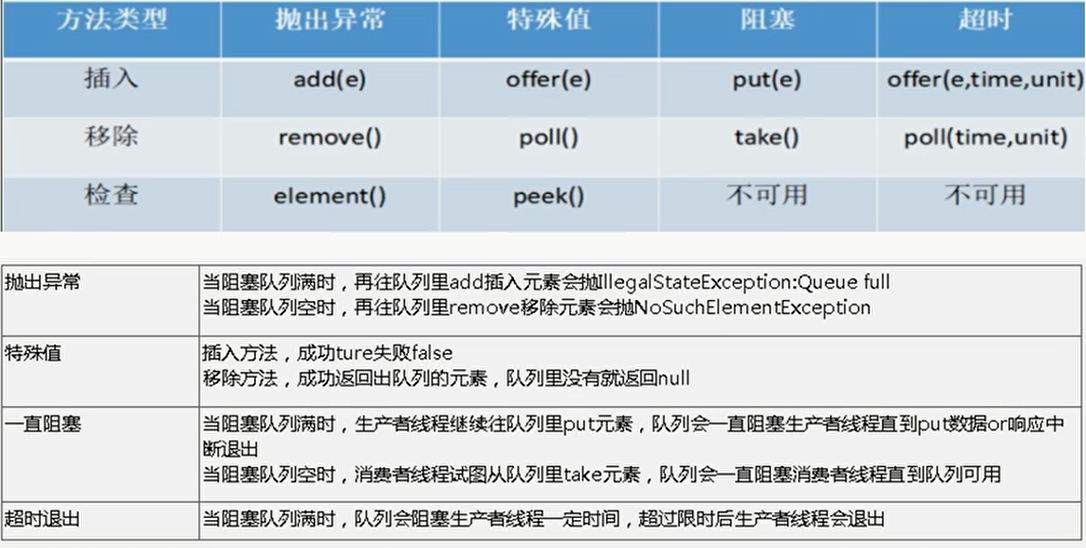 方法类型 抛出异常 特殊值 阻塞 超时
插入 add(e) offer(e) put(e) offer(e,time,unit)
移除 remove() poll() take() poll(time,unit)
检查 element() peek() 不可用 不可用
抛出异常 当阻塞队列满时，再往队列里add插入元素会抛IllegalStateException:Queue full
当阻塞队列空时，再往队列里remove移除元素会抛NoSuchElementException
特殊值 插入方法，成功ture失败false
移除方法，成功返回出队列的元素，队列里没有就返回null
一直阻塞 当阻塞队列满时，生产者线程继续往队列里put元素，队列会一直阻塞生产者线程直到put数据or响应中
断退出
当阻塞队列空时，消费者线程试图从队列里take元素，队列会一直阻塞消费者线程直到队列可用
超时退出 当阻塞队列满时，队列会阻塞生产者线程一定时间，超过限时后生产者线程会退出